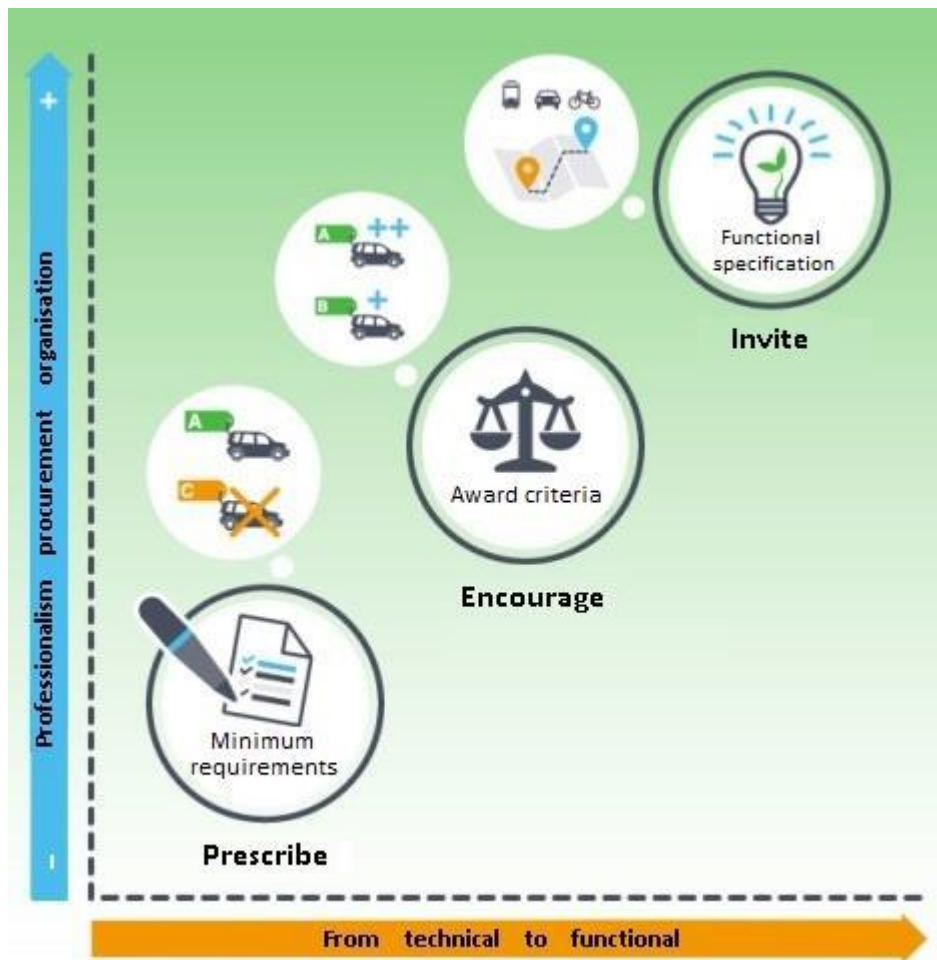 +
Professionalism procurement organisation
-
A ++
B +
A
C
Functional
specification
Invite
Award criteria
Encourage
Minimum
requirements
Prescribe
From technical to functional